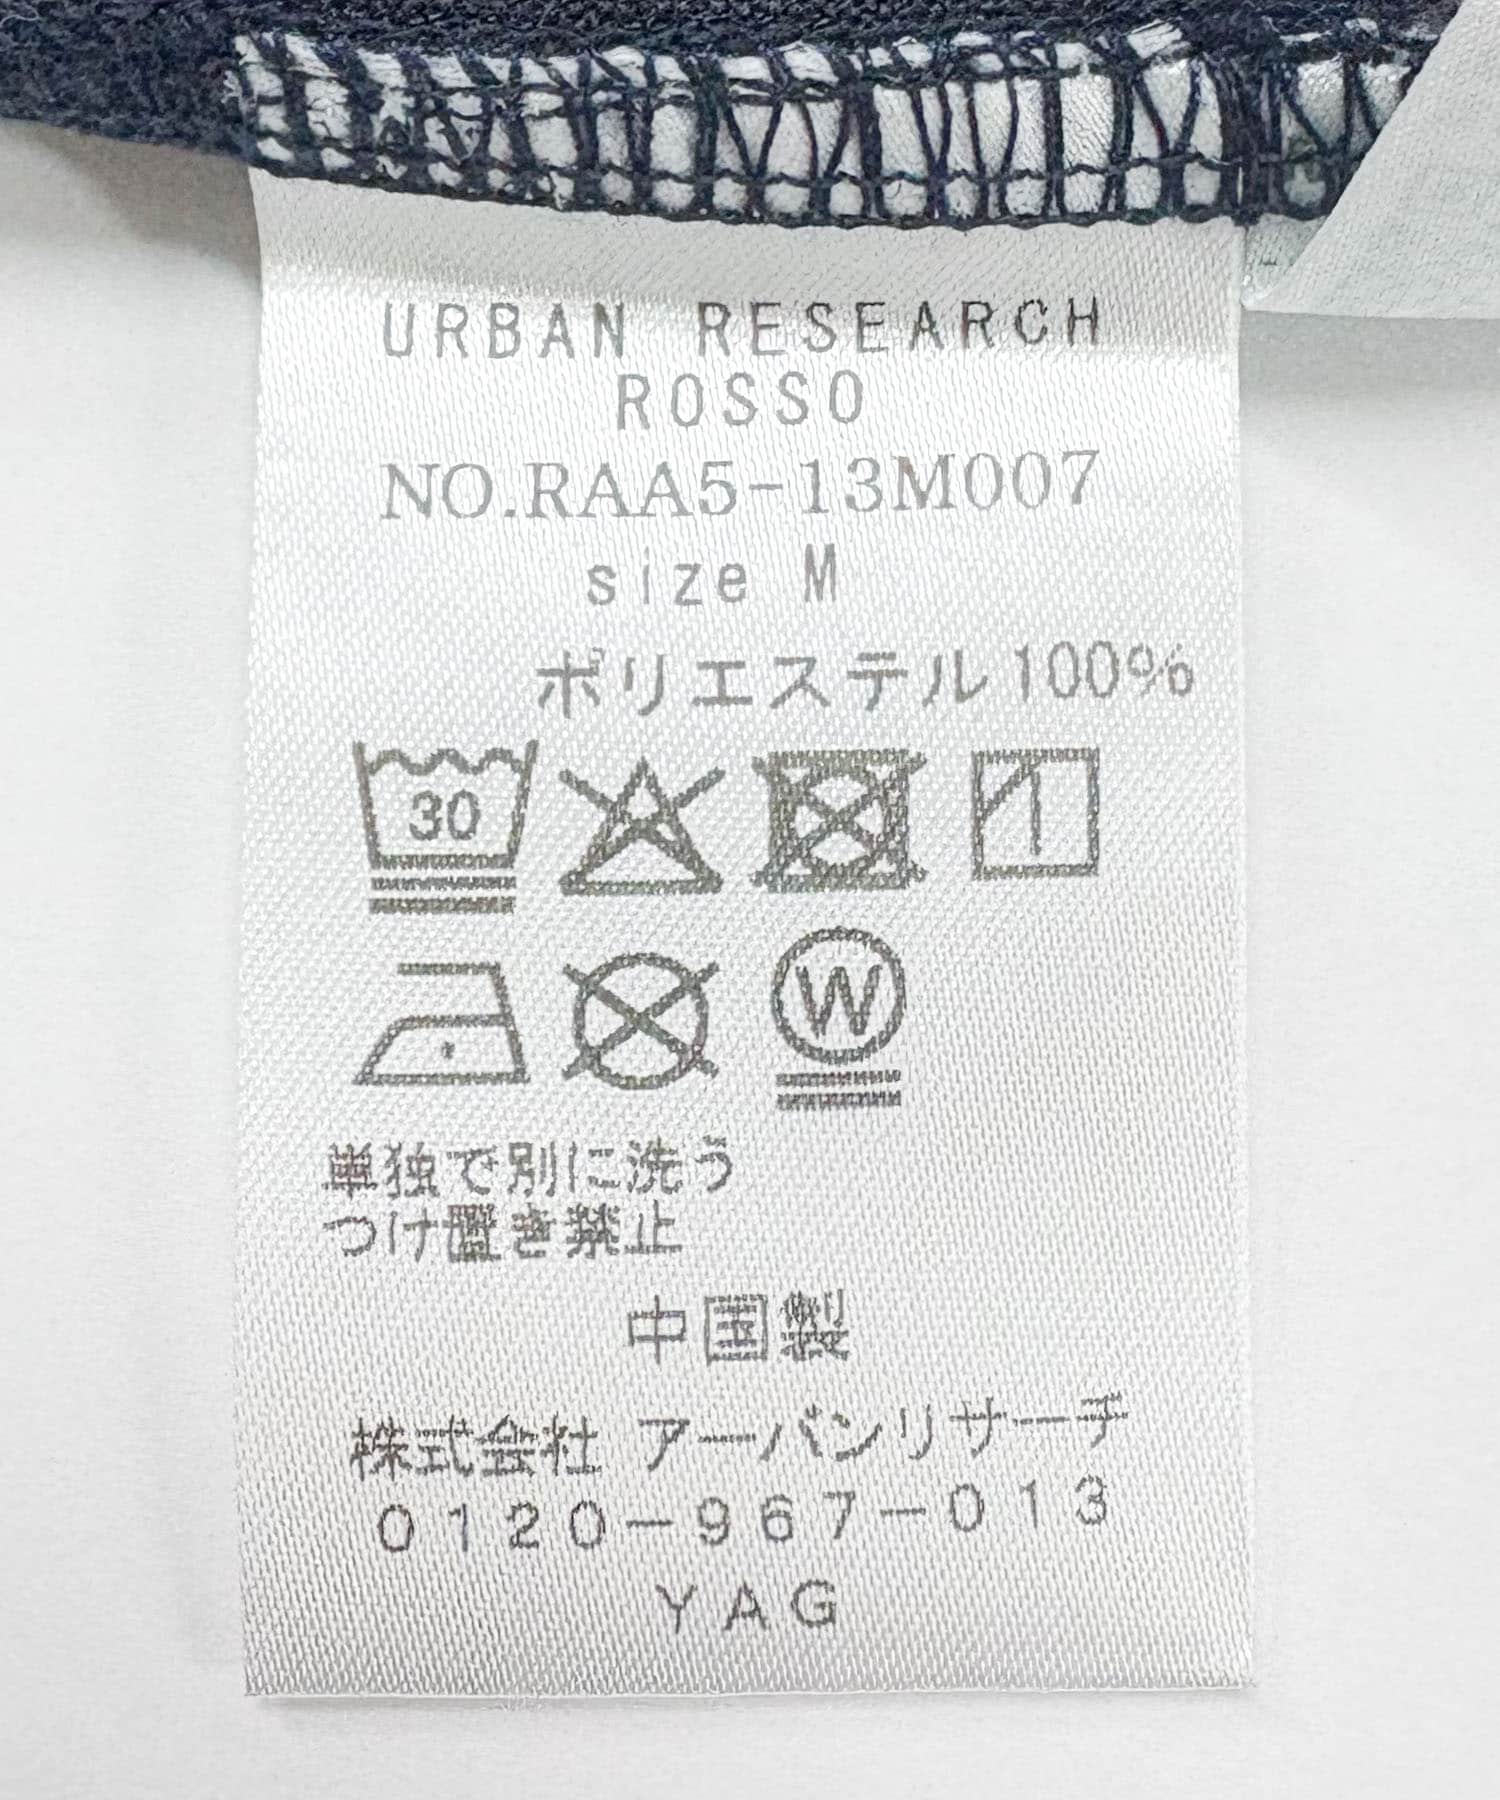 URBAN RESEARCH
ROSSO
NO.RAA5-13M007
size M
ポリエステル100%
30
W
単独で別に洗う
つけ置き禁止
中国製
株式会社 アーバンリサーチ
0120-967-013
YAG